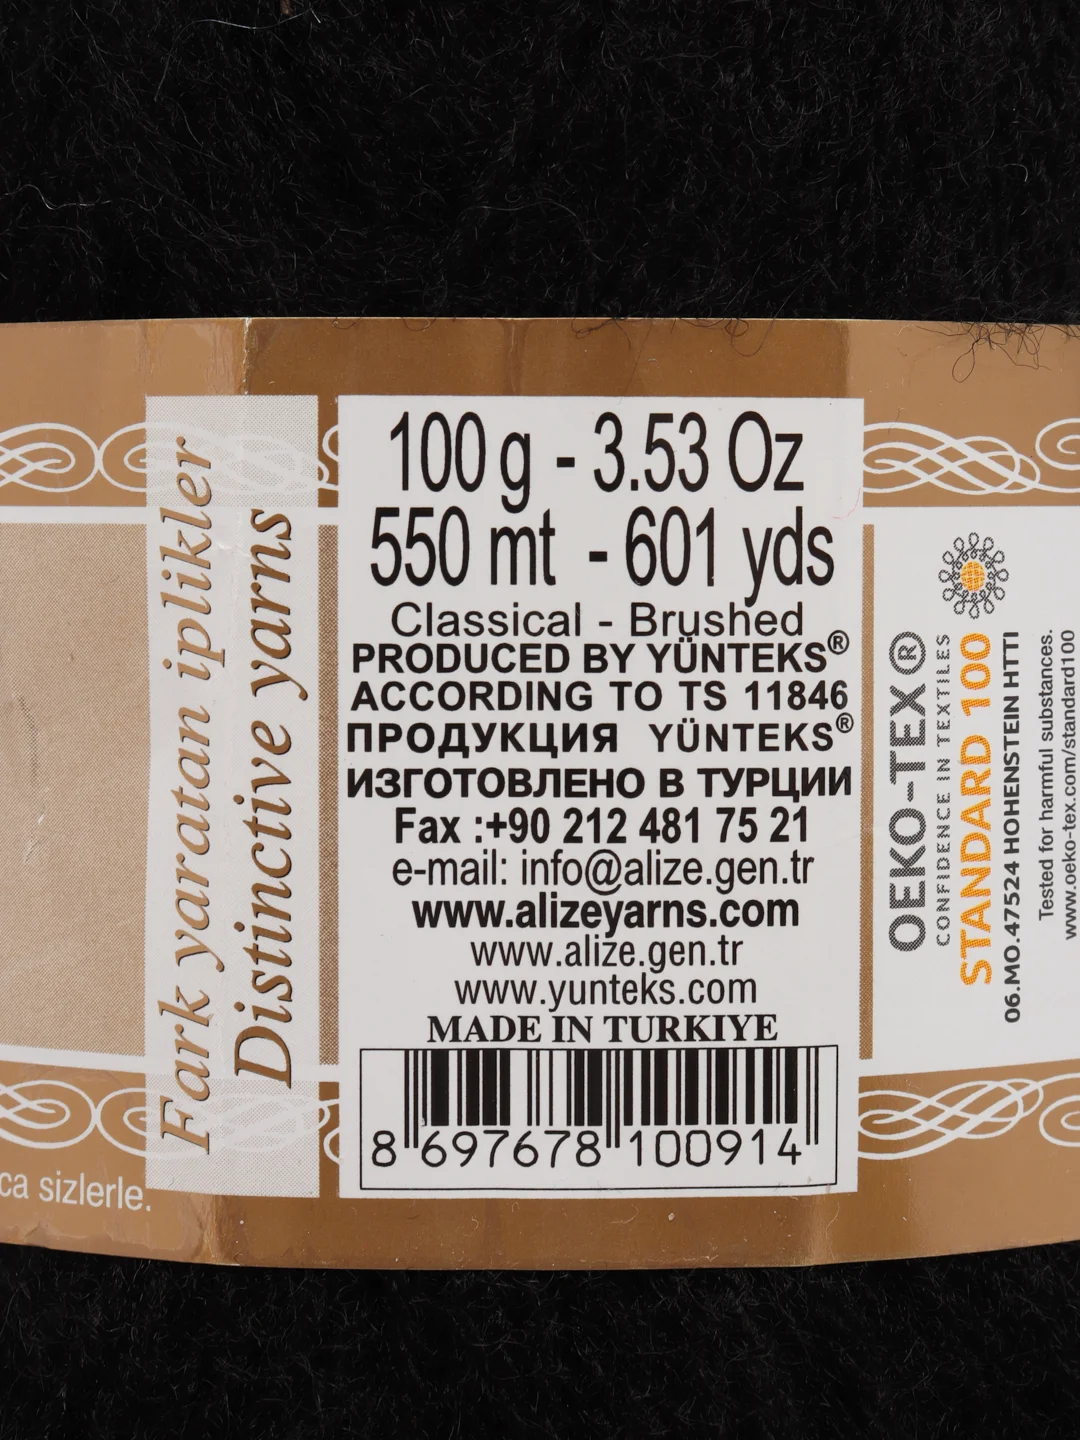 Fark yaratan iplikler
Distinctive yarns
100 g - 3.53 Oz
550 mt - 601 yds
Classical - Brushed
PRODUCED BY YÜNTEKS®
ACCORDING TO TS 11846
ПРОДУКЦИЯ YÜNTEKS®
ИЗГОТОВЛЕНО В ТУРЦИИ
Fax :+90 212 481 75 21
e-mail: info@alize.gen.tr
www.alizeyarns.com
www.alize.gen.tr
www.yunteks.com
MADE IN TURKIYE
8 697678 100914
OEKO-TEX®
CONFIDENCE IN TEXTILES
STANDARD 100
06.MO.47524 HOHENSTEIN HTTI
Tested for harmful substances.
www.oeko-tex.com/standard100
sizlerle.